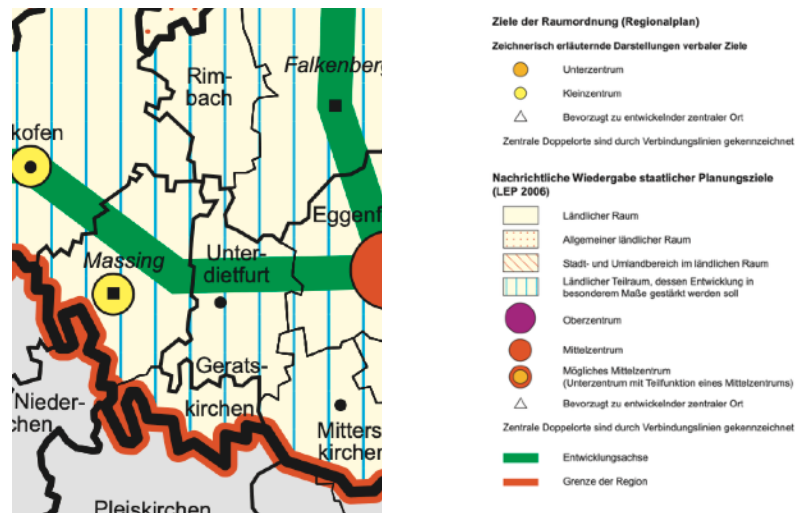 Rim-
bach
Falkenberg
kofen
Eggenf
Massing
Unter-
dietfurt
Gerats-
kirchen
Nieder-
chen
Mitters
kirchen
Pleiskirchen
Ziele der Raumordnung (Regionalplan)
Zeichnerisch erläuternde Darstellungen verbaler Ziele
Unterzentrum
Kleinzentrum
Bevorzugt zu entwickelnder zentraler Ort
Zentrale Doppelorte sind durch Verbindungslinien gekennzeichnet
Nachrichtliche Wiedergabe staatlicher Planungsziele
(LEP 2006)
Ländlicher Raum
Allgemeiner ländlicher Raum
Stadt- und Umlandbereich im ländlichen Raum
Ländlicher Teilraum, dessen Entwicklung in
besonderem Maße gestärkt werden soll
Oberzentrum
Mittelzentrum
Mögliches Mittelzentrum
(Unterzentrum mit Teilfunktion eines Mittelzentrums)
Bevorzugt zu entwickelnder zentraler Ort
Zentrale Doppelorte sind durch Verbindungslinien gekennzeichnet
Entwicklungsachse
Grenze der Region